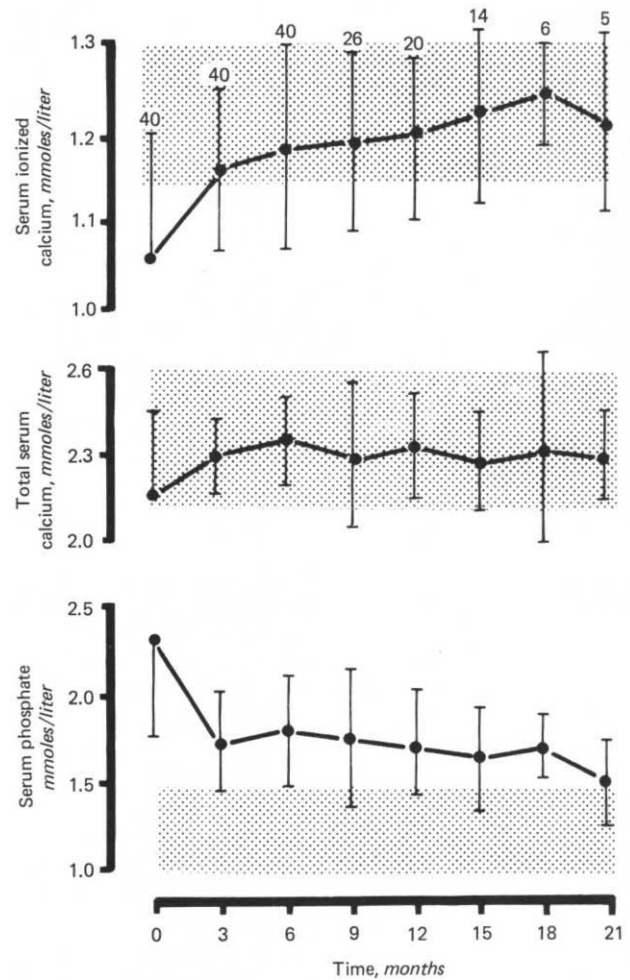 40 40 40 26 20 14 6 5
1.3
1.2
1.1
1.0
Serum ionized
calcium, mmoles/liter
2.6
2.3
2.0
Total serum
calcium, mmoles/liter
2.5
2.0
1.5
1.0
Serum phosphate
mmoles/liter
0 3 6 9 12 15 18 21
Time, months